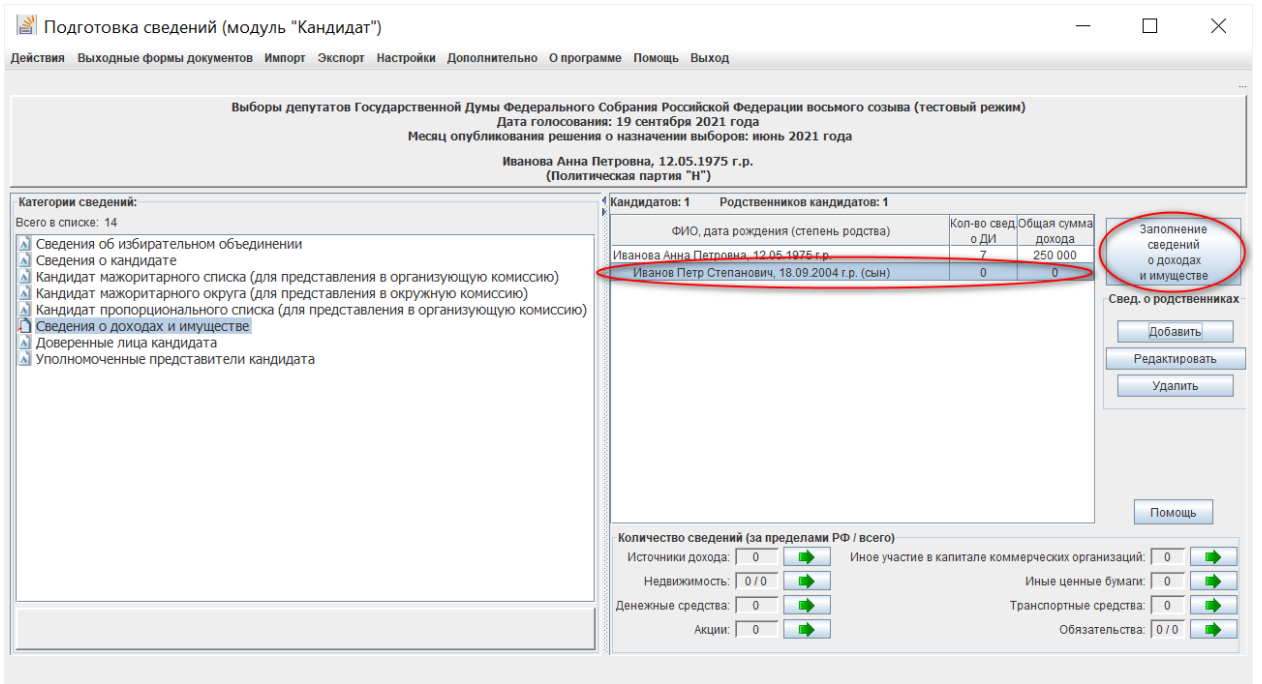 Подготовка сведений (модуль "Кандидат")
Действия Выходные формы документов Импорт Экспорт Настройки Дополнительно О программе Помощь Выход
...
Выборы депутатов Государственной Думы Федерального Собрания Российской Федерации восьмого созыва (тестовый режим)
Дата голосования: 19 сентября 2021 года
Месяц опубликования решения о назначении выборов: июнь 2021 года
Иванова Анна Петровна, 12.05.1975 г.р.
(Политическая партия "Н")
Категории сведений:
Всего в списке: 14
Сведения об избирательном объединении
Сведения о кандидате
Кандидат мажоритарного списка (для представления в организующую комиссию)
Кандидат мажоритарного округа (для представления в окружную комиссию)
Кандидат пропорционального списка (для представления в организующую комиссию)
Сведения о доходах и имуществе
Доверенные лица кандидата
Уполномоченные представители кандидата
Кандидатов: 1 Родственников кандидатов: 1
ФИО, дата рождения (степень родства)
Кол-во свед.
о ДИ
Общая сумма
дохода
Иванова Анна Петровна, 12.05.1975 г.р. 7 250 000
Иванов Петр Степанович, 18.09.2004 г.р. (сын) 0 0
Заполнение
сведений
о доходах
и имуществе
Свед. о родственниках
Добавить
Редактировать
Удалить
Помощь
Количество сведений (за пределами РФ / всего)
Источники дохода: 0 Иное участие в капитале коммерческих организаций: 0
Недвижимость: 0 / 0 Иные ценные бумаги: 0
Денежные средства: 0 Транспортные средства: 0
Акции: 0 Обязательства: 0 / 0